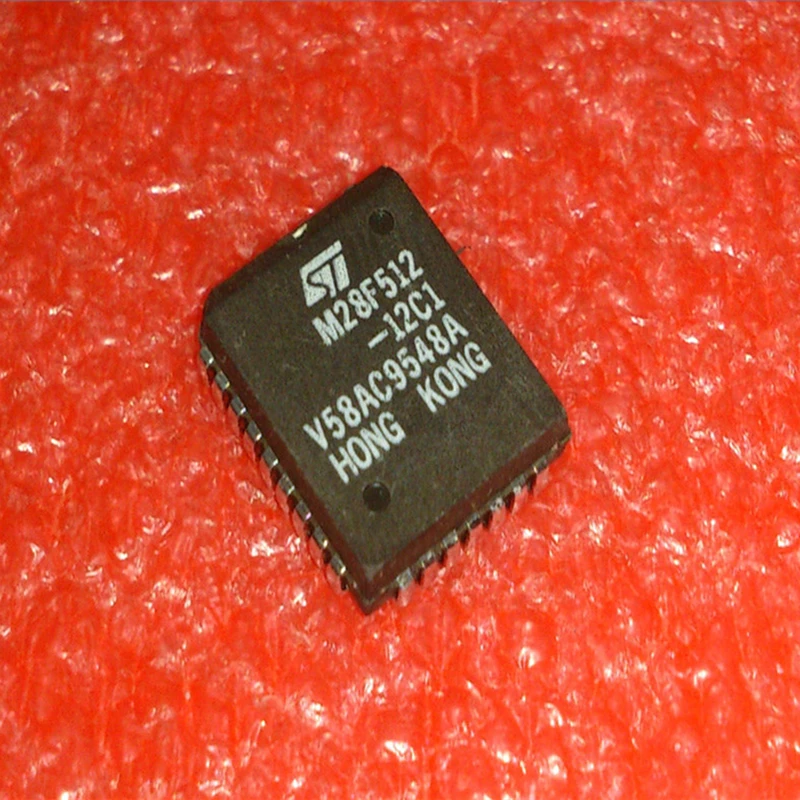 ST
M28F512
-12C1
V58AC9548A
HONG KONG